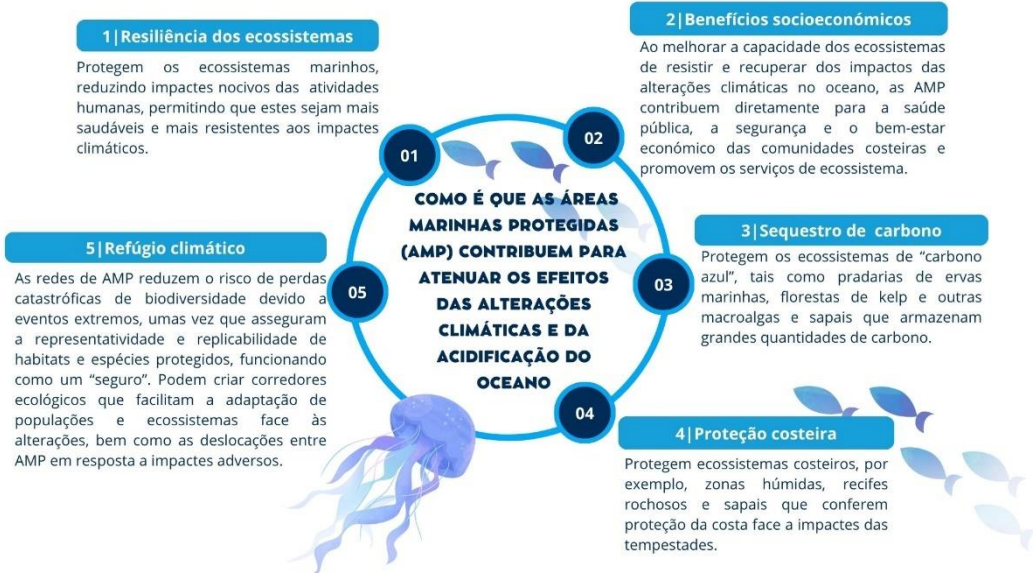 1|Resiliência dos ecossistemas
Protegem os ecossistemas marinhos,
reduzindo impactes nocivos das atividades
humanas, permitindo que estes sejam mais
saudáveis e mais resistentes aos impactes
climáticos.
2|Benefícios socioeconómicos
Ao melhorar a capacidade dos ecossistemas
de resistir e recuperar dos impactos das
alterações climáticas no oceano, as AMP
contribuem diretamente para a saúde
pública, a segurança e o bem-estar
económico das comunidades costeiras e
promovem os serviços de ecossistema.
01
02
COMO É QUE AS ÁREAS
MARINHAS PROTEGIDAS
(AMP) CONTRIBUEM PARA
ATENUAR OS EFEITOS
DAS ALTERAÇÕES
CLIMÁTICAS E DA
ACIDIFICAÇÃO DO
OCEANO
3|Sequestro de carbono
Protegem os ecossistemas de “carbono
azul”, tais como pradarias de ervas
marinhas, florestas de kelp e outras
macroalgas e sapais que armazenam
grandes quantidades de carbono.
03
04
4|Proteção costeira
Protegem ecossistemas costeiros, por
exemplo, zonas húmidas, recifes
rochosos e sapais que conferem
proteção da costa face a impactes das
tempestades.
05
5|Refúgio climático
As redes de AMP reduzem o risco de perdas
catastróficas de biodiversidade devido a
eventos extremos, umas vez que asseguram
a representatividade e replicabilidade de
habitats e espécies protegidos, funcionando
como um “seguro”. Podem criar corredores
ecológicos que facilitam a adaptação de
populações e ecossistemas face às
alterações, bem como as deslocações entre
AMP em resposta a impactes adversos.